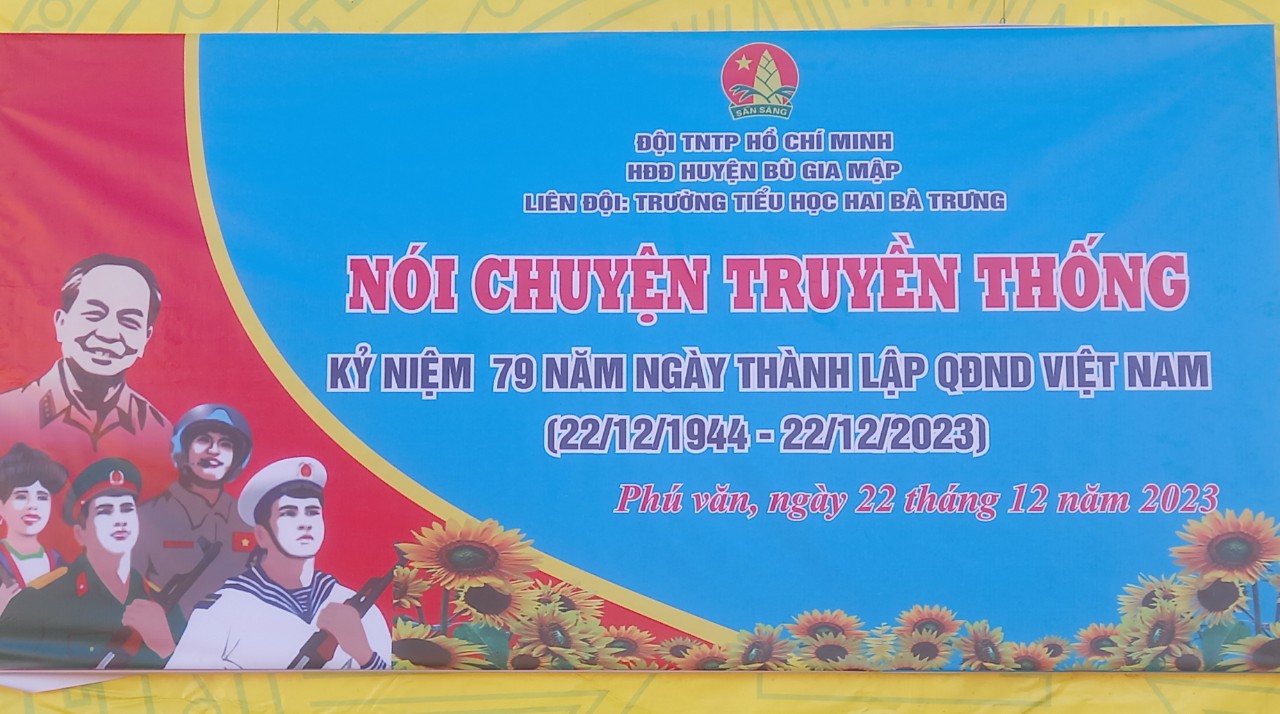 SẴN SÀNG
ĐỘI TNTP HỒ CHÍ MINH
HĐĐ HUYỆN BÙ GIA MẬP
LIÊN ĐỘI: TRƯỜNG TIỂU HỌC HAI BÀ TRƯNG
NÓI CHUYỆN TRUYỀN THỐNG
KỶ NIỆM 79 NĂM NGÀY THÀNH LẬP QĐND VIỆT NAM
(22/12/1944 - 22/12/2023)
Phú văn, ngày 22 tháng 12 năm 2023